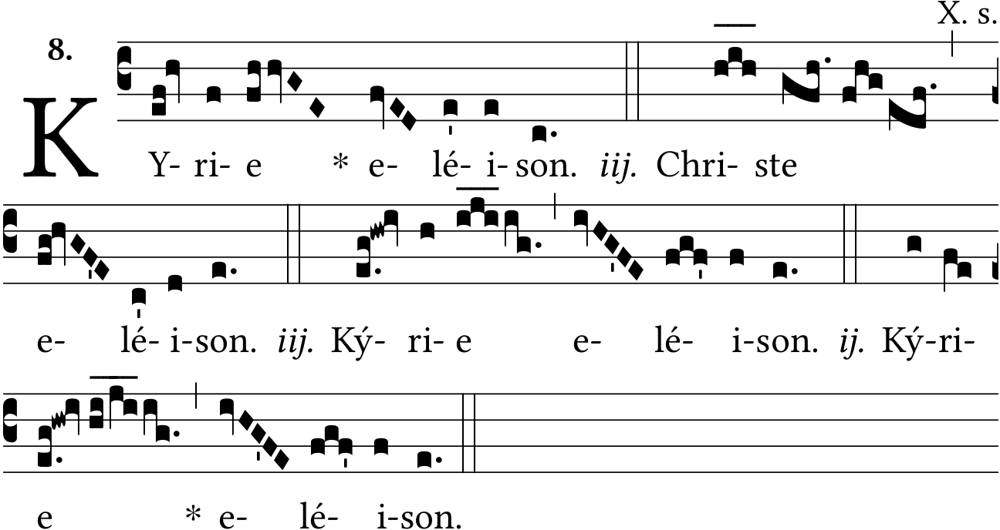 X. s.
8.
KY- ri- e * e- lé- i- son. iij. Chri- ste
e- lé- i- son. iij. Ký- ri- e e- lé- i- son. ij. Ký- ri-
e * e- lé- i- son.